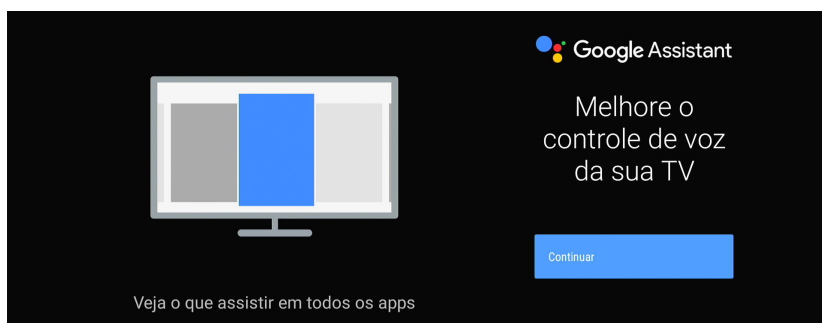 Google Assistant
Melhore o
controle de voz
da sua TV
Continuar
Veja o que assistir em todos os apps